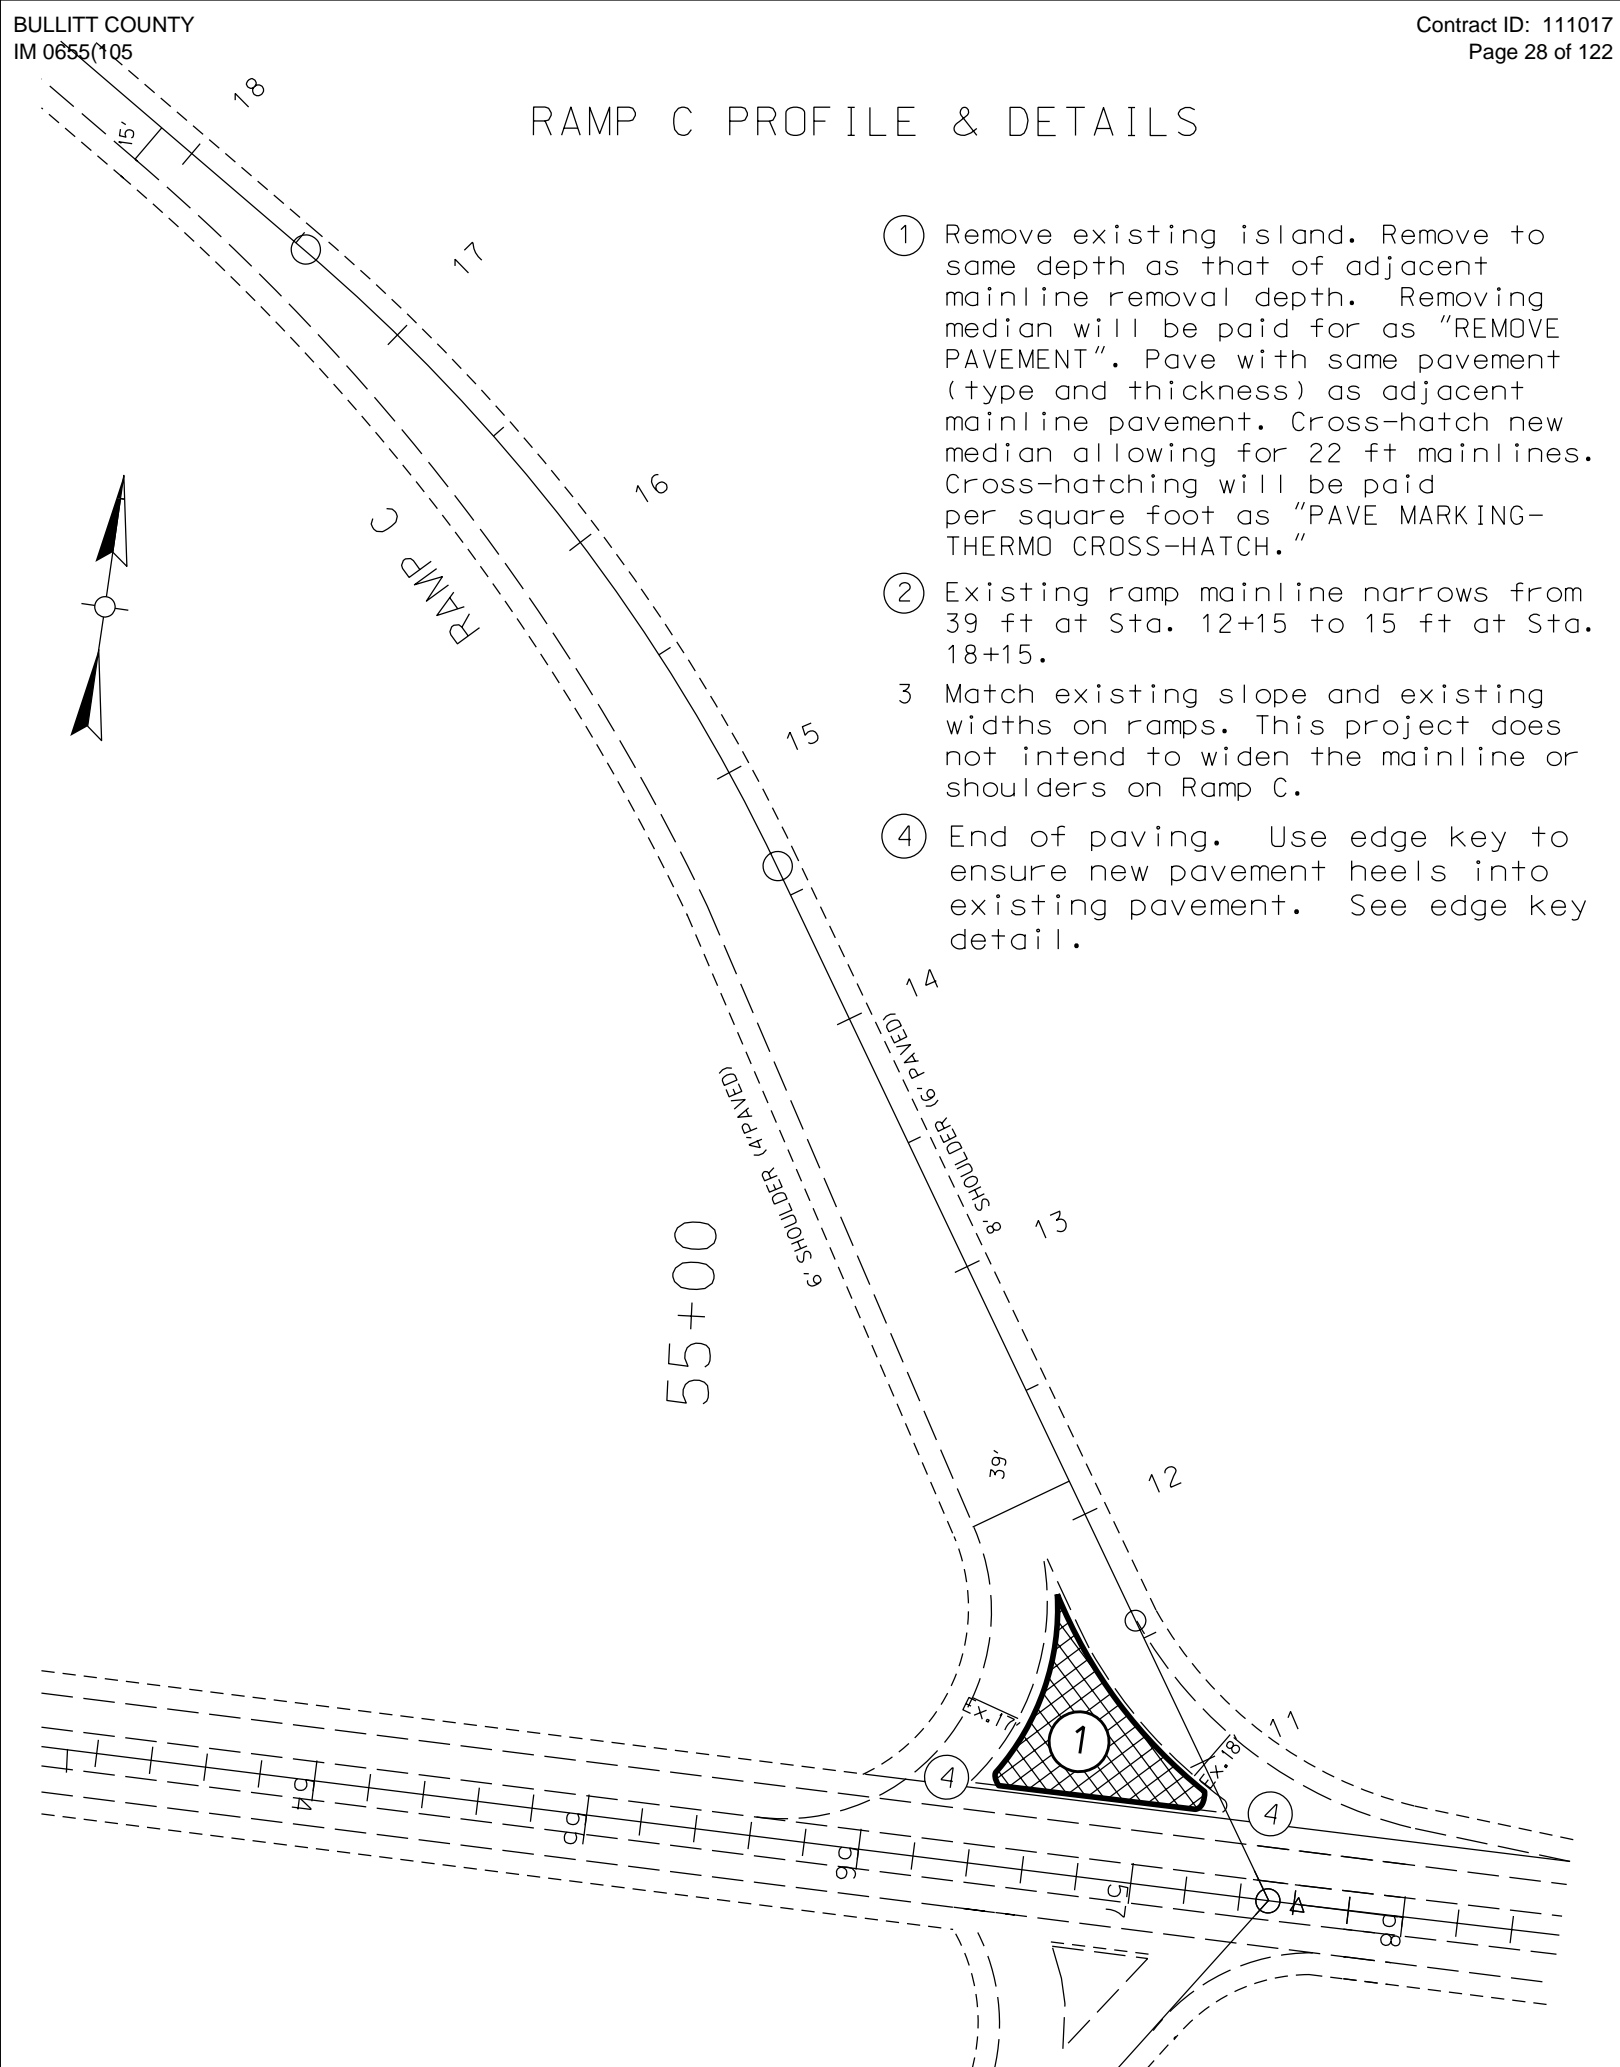 BULLITT COUNTY
IM 0655(105
Contract ID: 111017
Page 28 of 122
RAMP C PROFILE & DETAILS
1 Remove existing island. Remove to
same depth as that of adjacent
mainline removal depth. Removing
median will be paid for as "REMOVE
PAVEMENT". Pave with same pavement
(type and thickness) as adjacent
mainline pavement. Cross-hatch new
median allowing for 22 ft mainlines.
Cross-hatching will be paid
per square foot as "PAVE MARKING-
THERMO CROSS-HATCH."
2 Existing ramp mainline narrows from
39 ft at Sta. 12+15 to 15 ft at Sta.
18+15.
3 Match existing slope and existing
widths on ramps. This project does
not intend to widen the mainline or
shoulders on Ramp C.
4 End of paving. Use edge key to
ensure new pavement heels into
existing pavement. See edge key
detail.
18
15'
17
16
RAMP C
15
14
8' SHOULDER (6' PAVED)
6' SHOULDER (4'PAVED)
13
55+00
39'
12
11
Ex.17'
1
Ex.18'
4
4
54
55
56
57
58